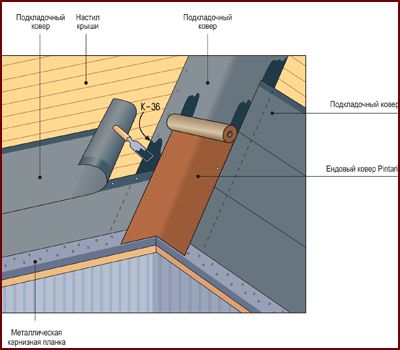 Подкладочный
ковер
Настил
крыши
Подкладочный
ковер
К-36
Подкладочный ковер
Ендовый ковер Pintari
Металлическая
карнизная планка